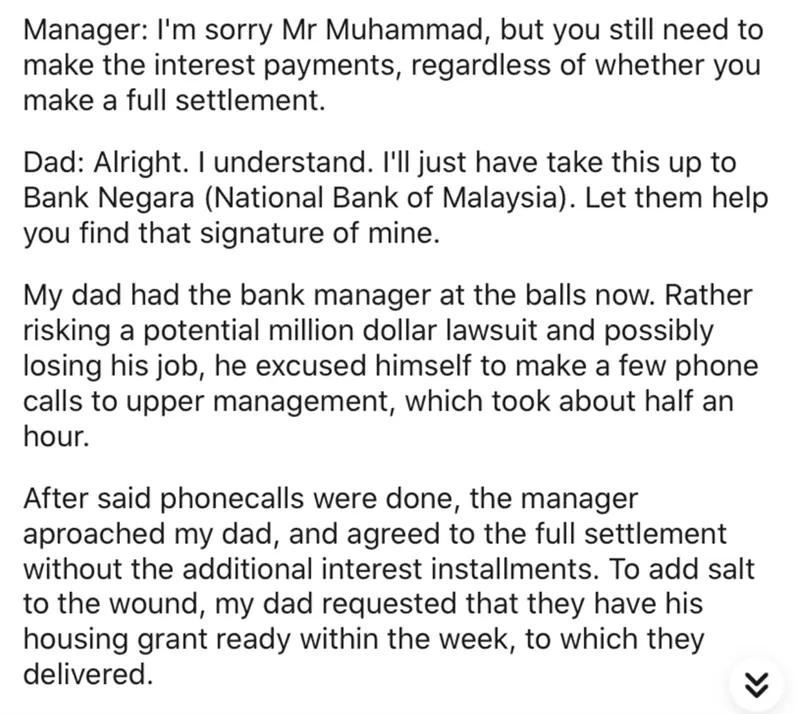 Manager: I'm sorry Mr Muhammad, but you still need to
make the interest payments, regardless of whether you
make a full settlement.
Dad: Alright. I understand. I'll just have take this up to
Bank Negara (National Bank of Malaysia). Let them help
you find that signature of mine.
My dad had the bank manager at the balls now. Rather
risking a potential million dollar lawsuit and possibly
losing his job, he excused himself to make a few phone
calls to upper management, which took about half an
hour.
After said phonecalls were done, the manager
aproached my dad, and agreed to the full settlement
without the additional interest installments. To add salt
to the wound, my dad requested that they have his
housing grant ready within the week, to which they
delivered.